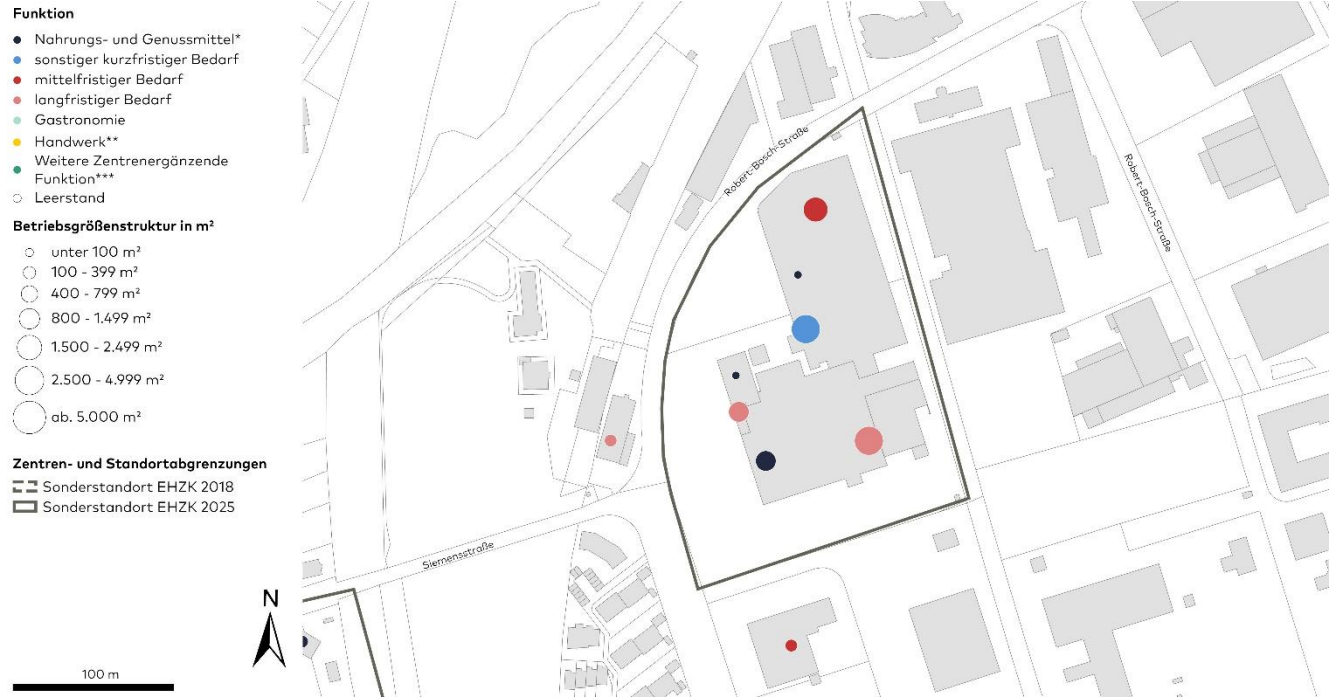 Funktion
Nahrungs- und Genussmittel*
sonstiger kurzfristiger Bedarf
mittelfristiger Bedarf
langfristiger Bedarf
Gastronomie
Handwerk**
Weitere Zentrenergänzende
Funktion***
Leerstand
Betriebsgrößenstruktur in m²
unter 100 m²
100 - 399 m²
400 - 799 m²
800 - 1.499 m²
1.500 - 2.499 m²
2.500 - 4.999 m²
ab. 5.000 m²
Zentren- und Standortabgrenzungen
Sonderstandort EHZK 2018
Sonderstandort EHZK 2025
100 m
N
Robert-Bosch-Straße
Robert-Bosch-Straße
Siemensstraße